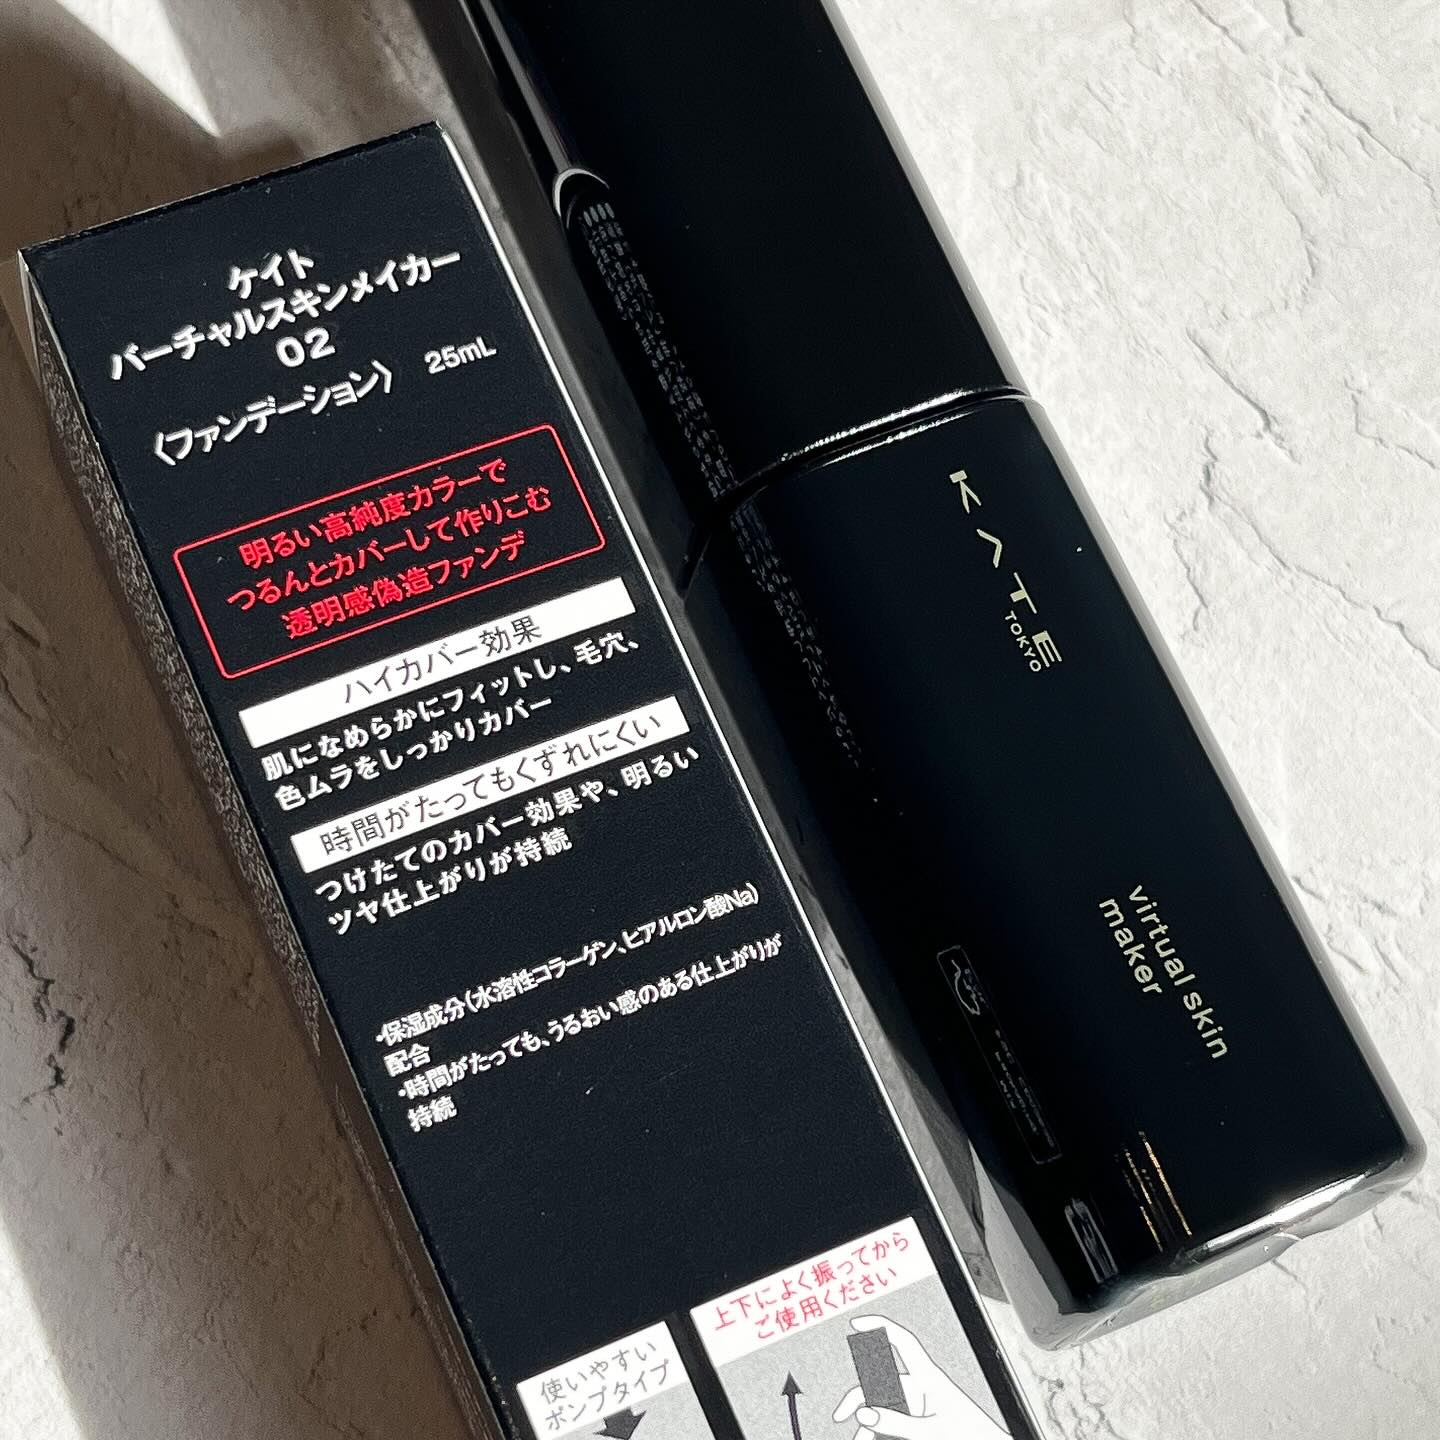 ケイト
バーチャルスキンメイカー
02
〈ファンデーション〉 25mL
明るい高純度カラーで
つるんとカバーして作りこむ
透明感偽造ファンデ
ハイカバー効果
肌になめらかにフィットし、毛穴、
色ムラをしっかりカバー
時間がたってもくずれにくい
つけたてのカバー効果や、明るい
ツヤ仕上がりが持続
・保湿成分(水溶性コラーゲン、ヒアルロン酸Na)
配合
・時間がたっても、うるおい感のある仕上がりが
持続
使いやすい
ポンプタイプ
上下によく振ってから
ご使用ください
KATE
TOKYO
virtual skin
maker